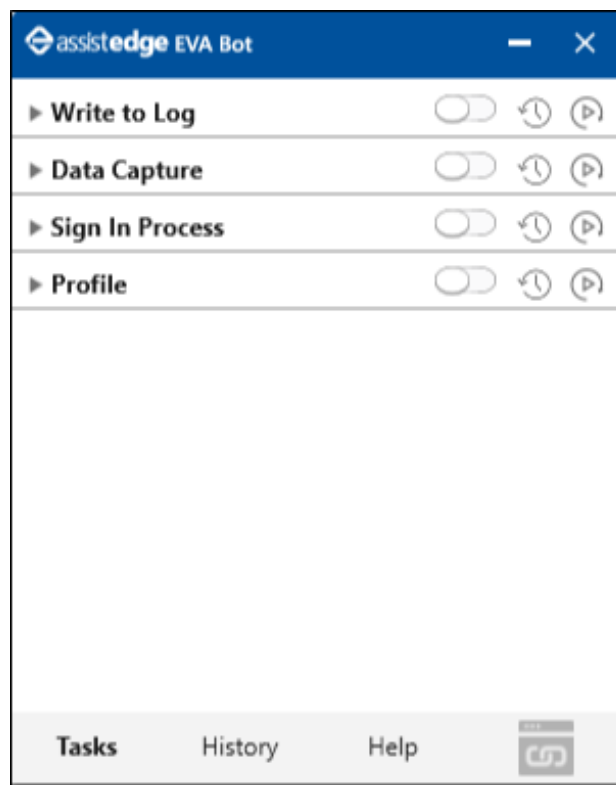 assistedge EVA Bot
Write to Log
Data Capture
Sign In Process
Profile
Tasks History Help